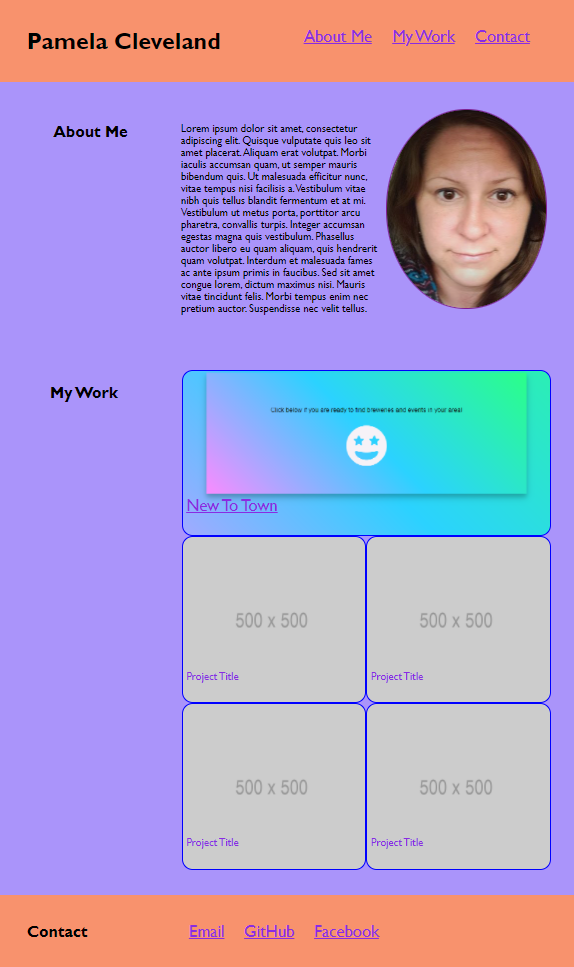 Pamela Cleveland
About Me My Work Contact
About Me
Lorem ipsum dolor sit amet, consectetur
adipiscing elit. Quisque vulputate quis leo sit
amet placerat. Aliquam erat volutpat. Morbi
iaculis accumsan quam, ut semper mauris
bibendum quis. Ut malesuada efficitur nunc,
vitae tempus nisi facilisis a. Vestibulum vitae
nibh quis tellus blandit fermentum et at mi.
Vestibulum ut metus porta, porttitor arcu
pharetra, convallis turpis. Integer accumsan
egestas magna quis vestibulum. Phasellus
auctor libero eu quam aliquam, quis hendrerit
quam volutpat. Interdum et malesuada fames
ac ante ipsum primis in faucibus. Sed sit amet
congue lorem, dictum maximus nisi. Mauris
vitae tincidunt felis. Morbi tempus enim nec
pretium auctor. Suspendisse nec velit tellus.
My Work
Click below if you are ready to find breweries and events in your area!
New To Town
500 x 500
Project Title
500 x 500
Project Title
500 x 500
Project Title
500 x 500
Project Title
Contact
Email GitHub Facebook